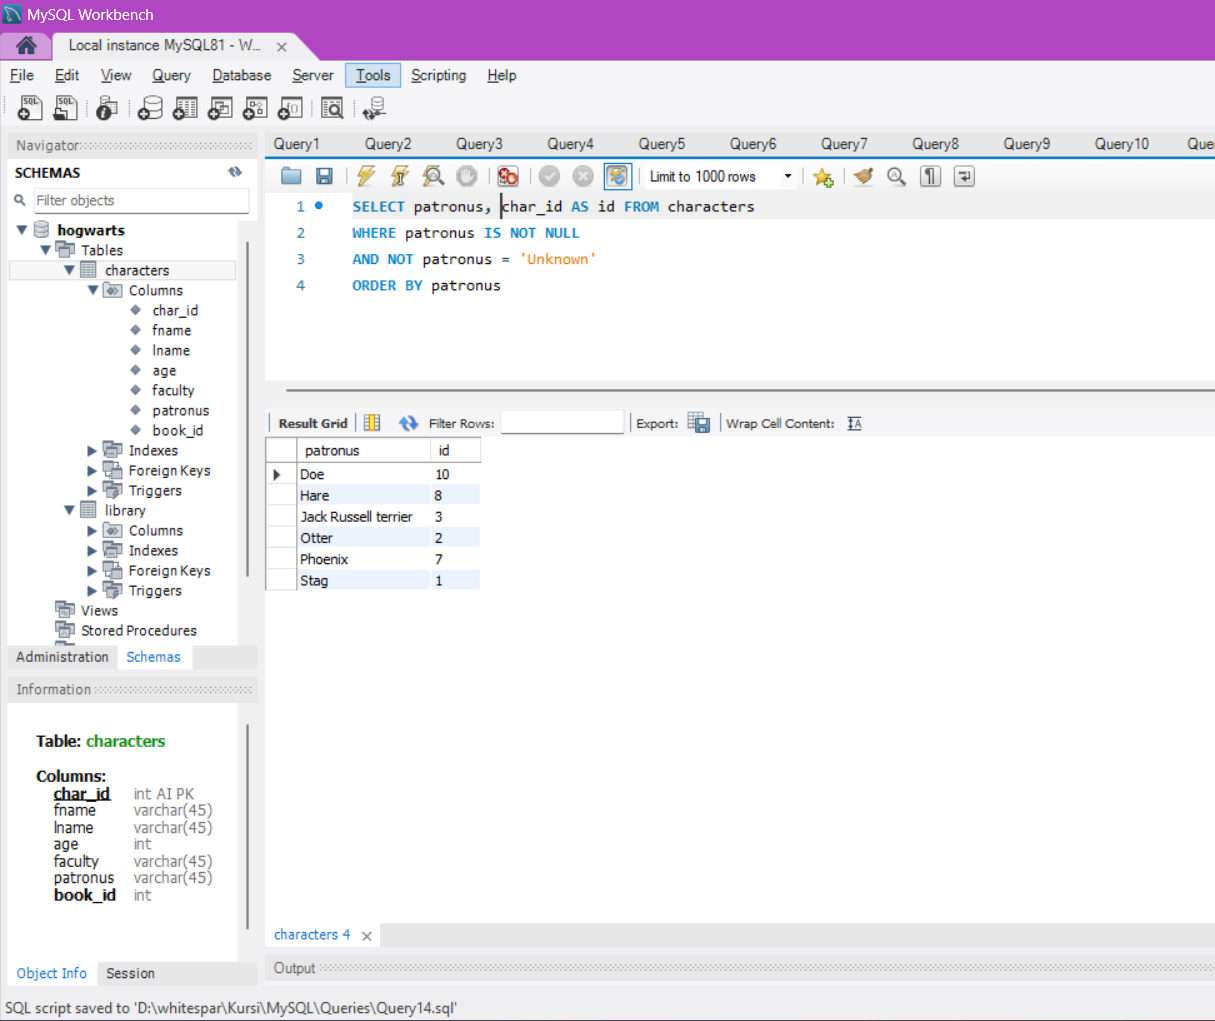 MySQL Workbench
Local instance MySQL81 - W...
File Edit View Query Database Server Tools Scripting Help
Navigator
Query1 Query2 Query3 Query4 Query5 Query6 Query7 Query8 Query9 Query10 Que
SCHEMAS
Limit to 1000 rows
Filter objects
1 SELECT patronus, char_id AS id FROM characters
2 WHERE patronus IS NOT NULL
3 AND NOT patronus = 'Unknown'
4 ORDER BY patronus
hogwarts
Tables
characters
Columns
char_id
fname
lname
age
faculty
patronus
book_id
Indexes
Foreign Keys
Triggers
library
Columns
Indexes
Foreign Keys
Triggers
Views
Stored Procedures
Administration Schemas
Result Grid Filter Rows: Export: Wrap Cell Content:
patronus id
Doe 10
Hare 8
Jack Russell terrier 3
Otter 2
Phoenix 7
Stag 1
Information
Table: characters
Columns:
char_id int AI PK
fname varchar(45)
lname varchar(45)
age int
faculty varchar(45)
patronus varchar(45)
book_id int
characters 4
Object Info Session
Output
SQL script saved to 'D:\whitespar\Kursi\MySQL\Queries\Query14.sql'